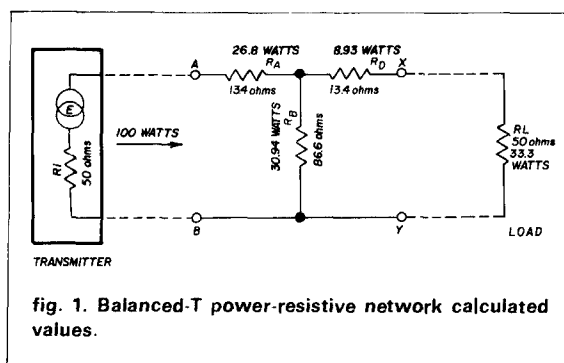 26.8 WATTS
8.93 WATTS
A
RA
RD
X
134 ohms
13.4 ohms
E
RI
50 ohms
100 WATTS
30.94 WATTS
RB
86.6 ohms
RL
50 ohms
33.3
WATTS
B
Y
LOAD
TRANSMITTER
fig. 1. Balanced-T power-resistive network calculated
values.